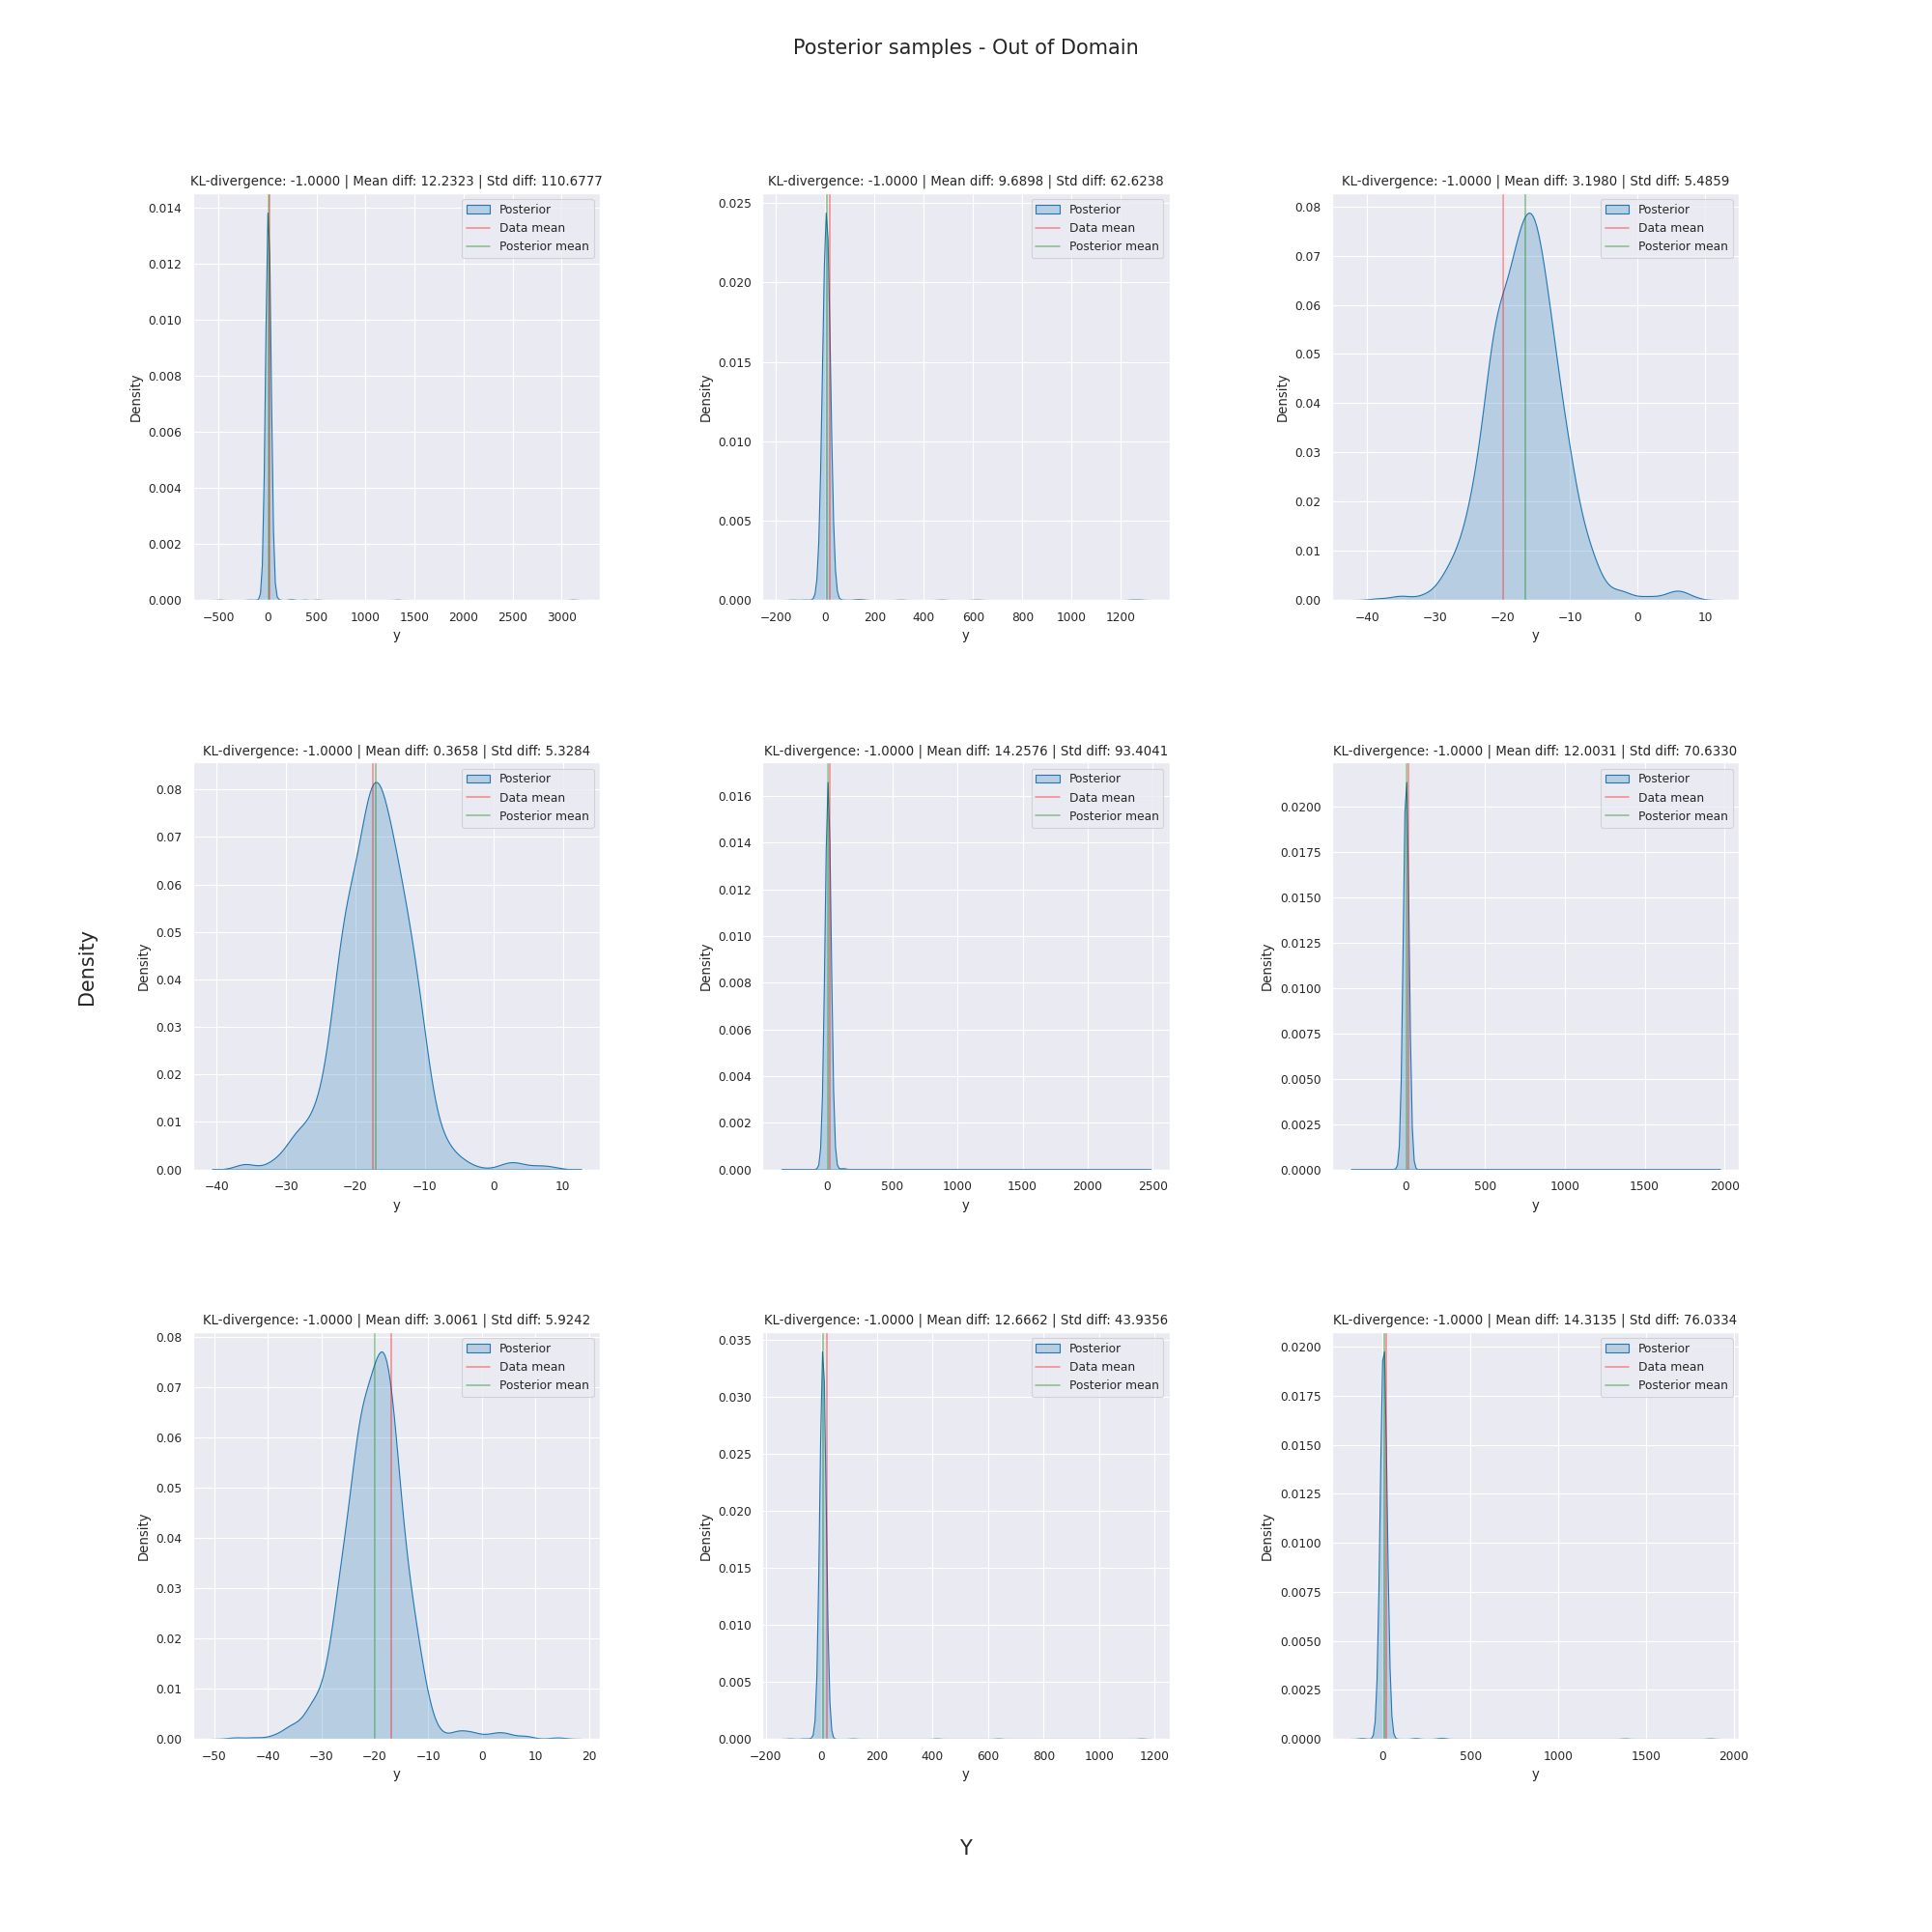 Posterior samples - Out of Domain
KL-divergence: -1.0000 | Mean diff: 12.2323 | Std diff: 110.6777
0.014
0.012
0.010
0.008
0.006
0.004
0.002
0.000
Density
−500 0 500 1000 1500 2000 2500 3000
y
Posterior
Data mean
Posterior mean
KL-divergence: -1.0000 | Mean diff: 9.6898 | Std diff: 62.6238
0.025
0.020
0.015
0.010
0.005
0.000
Density
−200 0 200 400 600 800 1000 1200
y
Posterior
Data mean
Posterior mean
KL-divergence: -1.0000 | Mean diff: 3.1980 | Std diff: 5.4859
0.08
0.07
0.06
0.05
0.04
0.03
0.02
0.01
0.00
Density
−40 −30 −20 −10 0 10
y
Posterior
Data mean
Posterior mean
Density
KL-divergence: -1.0000 | Mean diff: 0.3658 | Std diff: 5.3284
0.08
0.07
0.06
0.05
0.04
0.03
0.02
0.01
0.00
Density
−40 −30 −20 −10 0 10
y
Posterior
Data mean
Posterior mean
KL-divergence: -1.0000 | Mean diff: 14.2576 | Std diff: 93.4041
0.016
0.014
0.012
0.010
0.008
0.006
0.004
0.002
0.000
Density
0 500 1000 1500 2000 2500
y
Posterior
Data mean
Posterior mean
KL-divergence: -1.0000 | Mean diff: 12.0031 | Std diff: 70.6330
0.0200
0.0175
0.0150
0.0125
0.0100
0.0075
0.0050
0.0025
0.0000
Density
0 500 1000 1500 2000
y
Posterior
Data mean
Posterior mean
KL-divergence: -1.0000 | Mean diff: 3.0061 | Std diff: 5.9242
0.08
0.07
0.06
0.05
0.04
0.03
0.02
0.01
0.00
Density
−50 −40 −30 −20 −10 0 10 20
y
Posterior
Data mean
Posterior mean
KL-divergence: -1.0000 | Mean diff: 12.6662 | Std diff: 43.9356
0.035
0.030
0.025
0.020
0.015
0.010
0.005
0.000
Density
−200 0 200 400 600 800 1000 1200
y
Posterior
Data mean
Posterior mean
KL-divergence: -1.0000 | Mean diff: 14.3135 | Std diff: 76.0334
0.0200
0.0175
0.0150
0.0125
0.0100
0.0075
0.0050
0.0025
0.0000
Density
0 500 1000 1500 2000
y
Posterior
Data mean
Posterior mean
Y